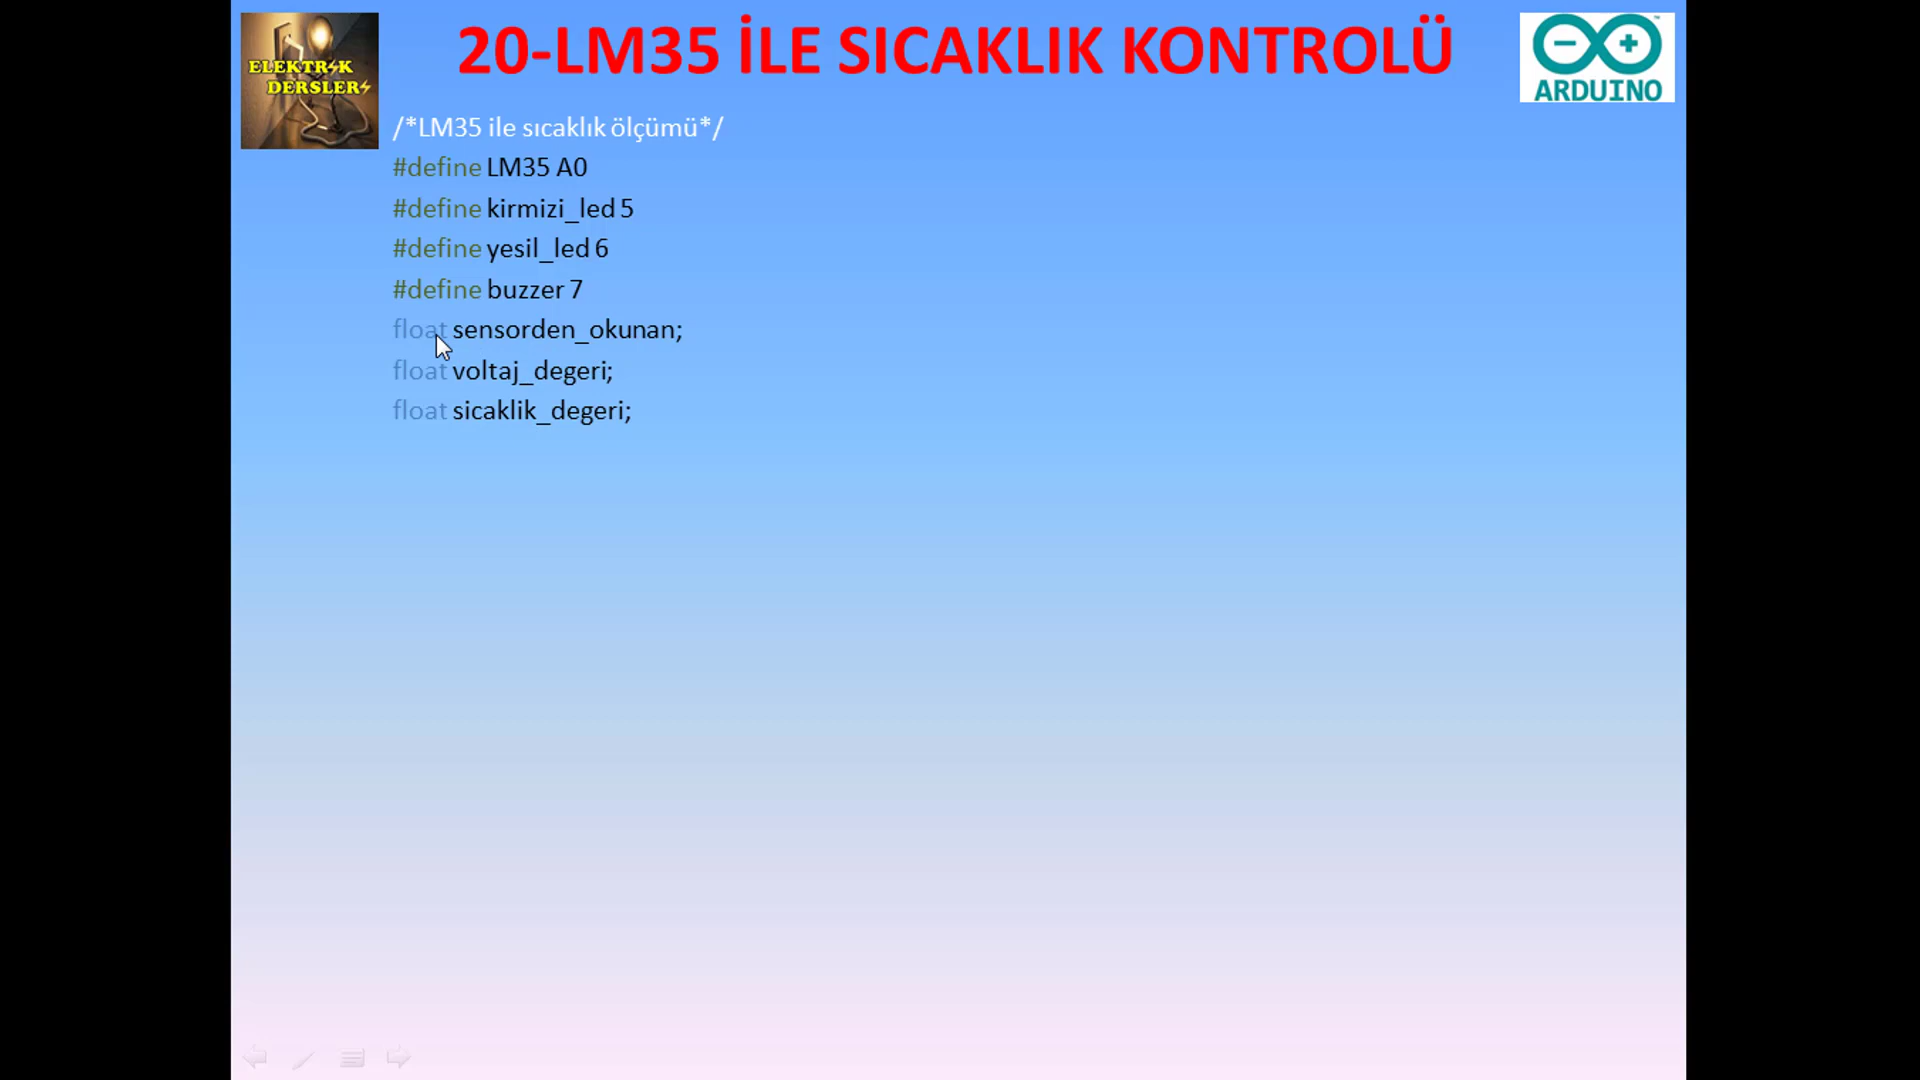 ELEKTRİK
DERSLERİ
20-LM35 İLE SICAKLIK KONTROLÜ
ARDUINO
TM
/*LM35 ile sıcaklık ölçümü*/
#define LM35 A0
#define kirmizi_led 5
#define yesil_led 6
#define buzzer 7
float sensorden_okunan;
float voltaj_degeri;
float sicaklik_degeri;